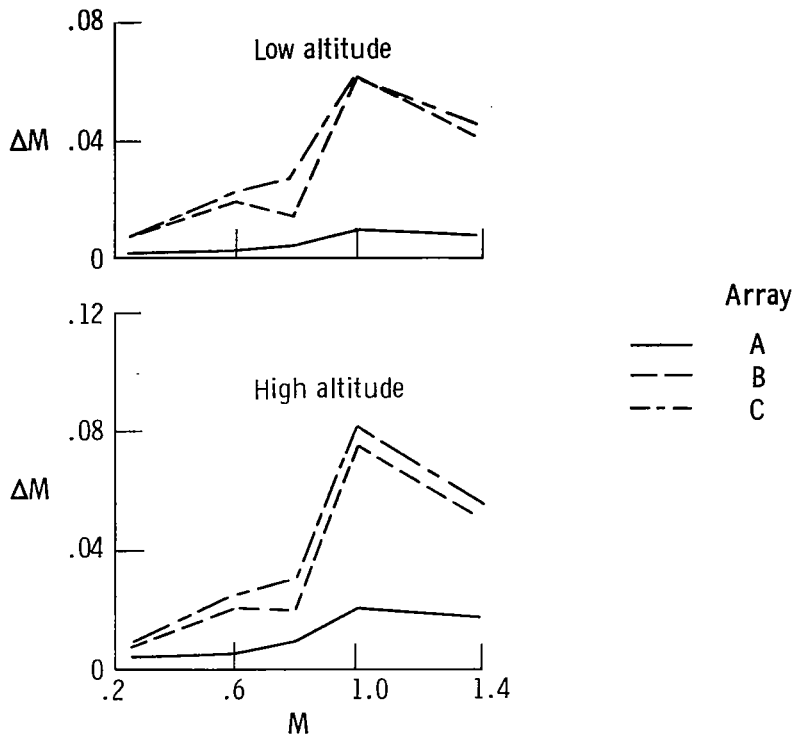 .08
Low altitude
ΔM .04
0
.12
High altitude
.08
ΔM
.04
0
.2 .6 1.0 1.4
M
Array
A
B
C